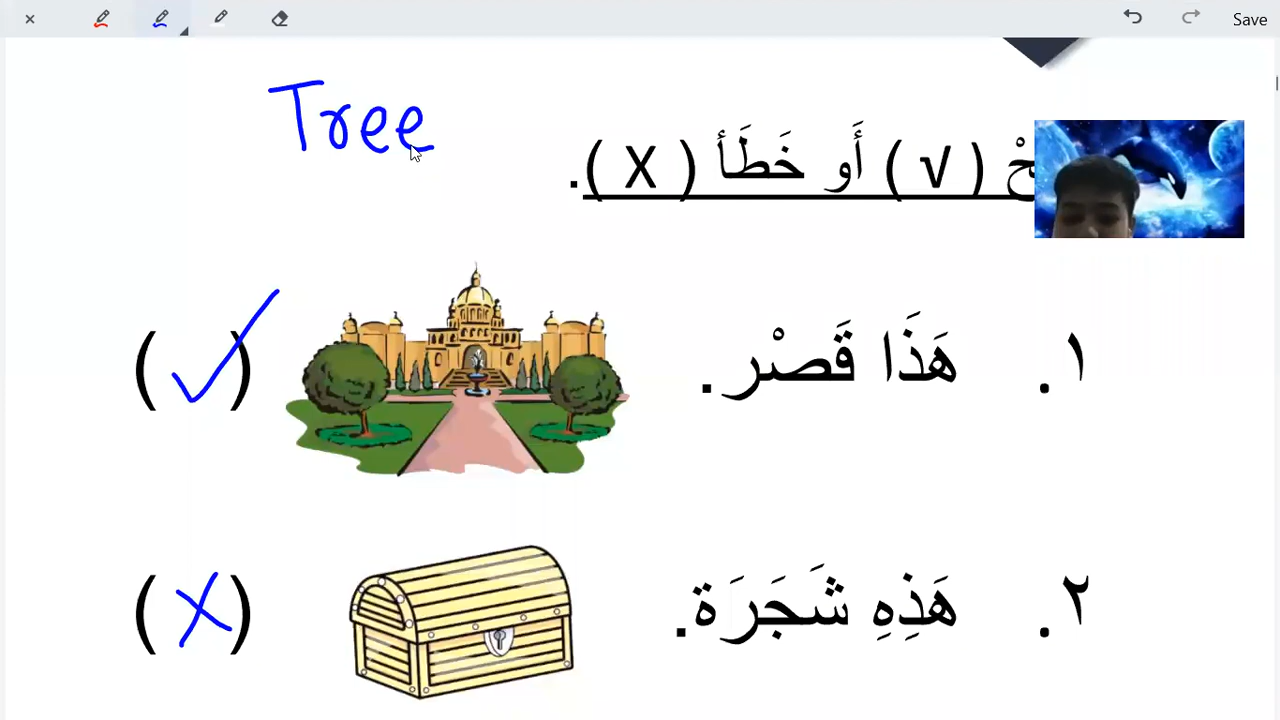 Save
Tree
حْ ( √ ) أَو خَطَأ ( X ).
١. هَذَا قَصْر. ( ✓ )
٢. هَذِهِ شَجَرَة. ( X )